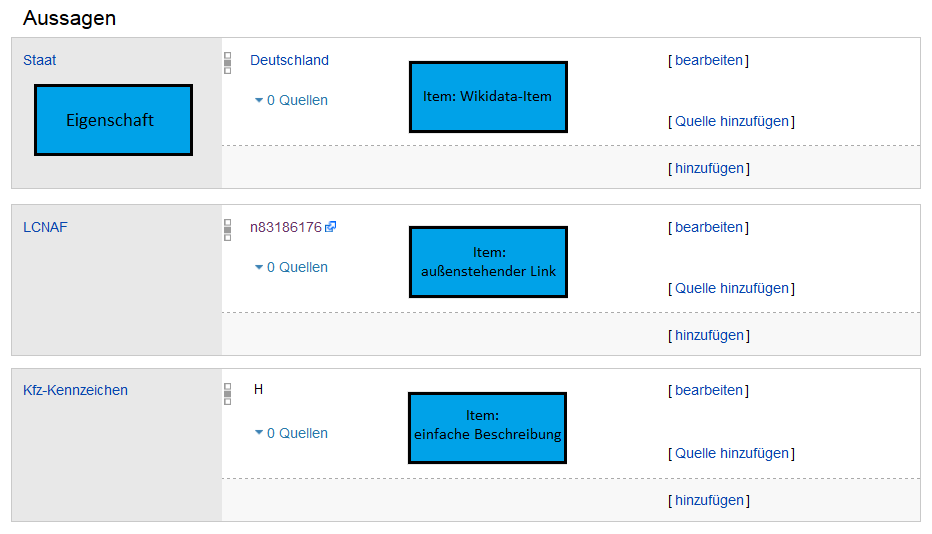 Aussagen
Staat
Deutschland
[ bearbeiten ]
Eigenschaft
0 Quellen
Item: Wikidata-Item
[ Quelle hinzufügen ]
[ hinzufügen ]
LCNAF
n83186176
[ bearbeiten ]
0 Quellen
Item:
außenstehender Link
[ Quelle hinzufügen ]
[ hinzufügen ]
Kfz-Kennzeichen
H
[ bearbeiten ]
0 Quellen
Item:
einfache Beschreibung
[ Quelle hinzufügen ]
[ hinzufügen ]